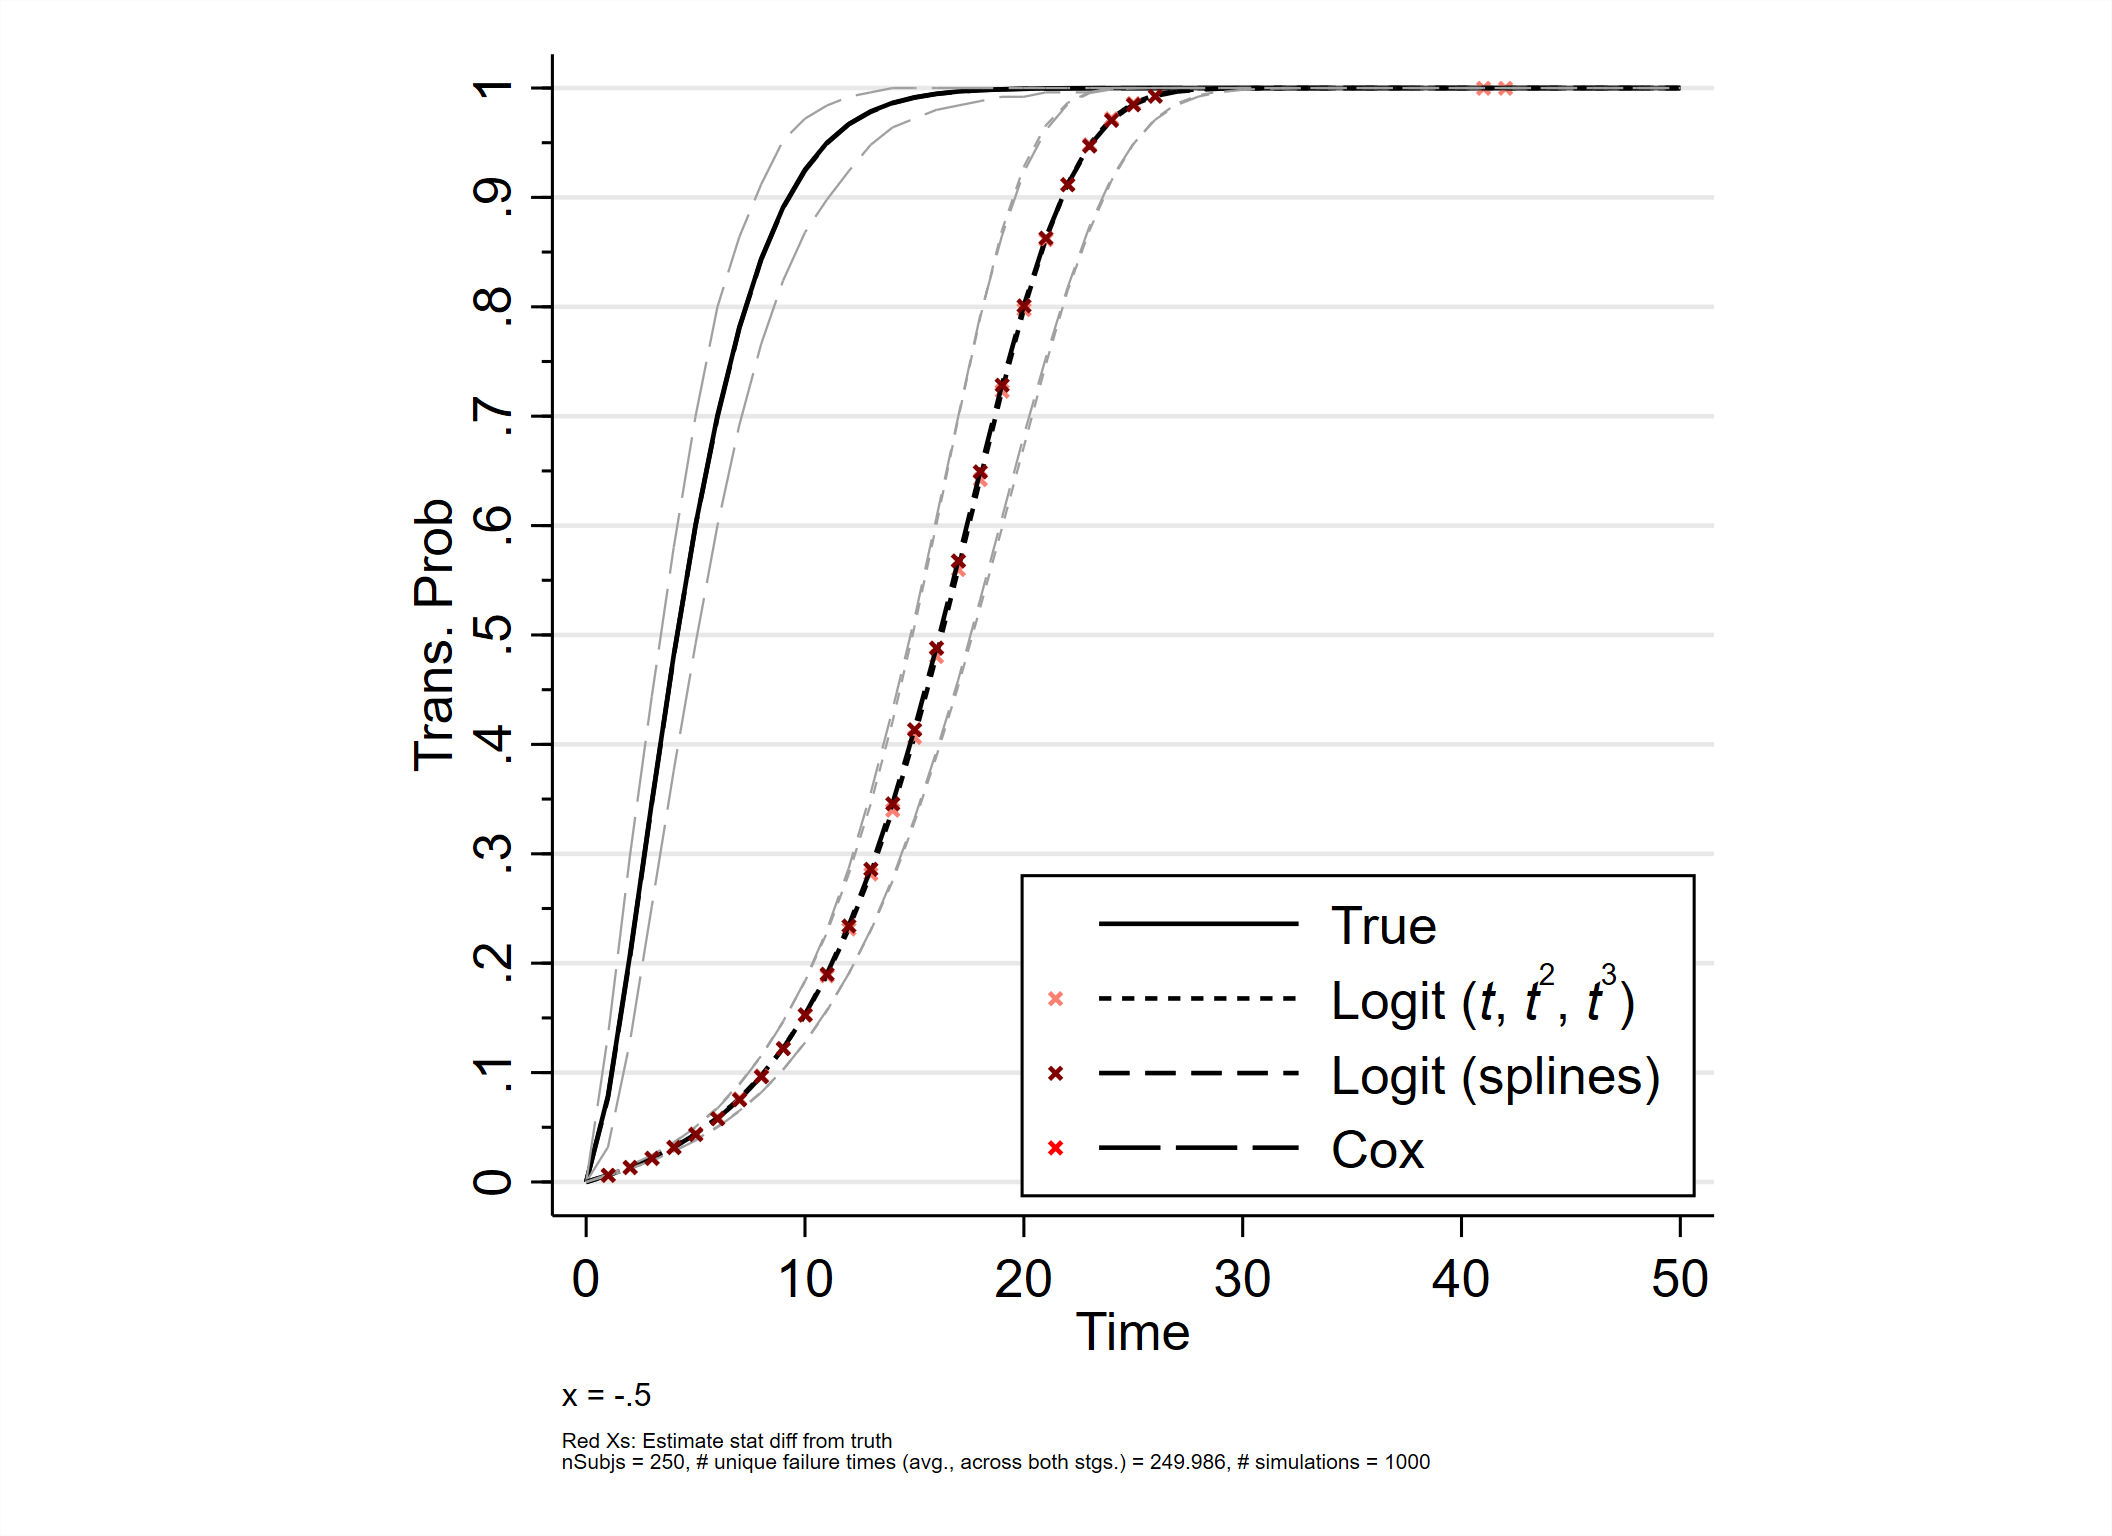 Trans. Prob
1
.9
.8
.7
.6
.5
.4
.3
.2
.1
0
True
Logit (t, t², t³)
Logit (splines)
Cox
0 10 20 30 40 50
Time
x = -.5
Red Xs: Estimate stat diff from truth
nSubjs = 250, # unique failure times (avg., across both stgs.) = 249.986, # simulations = 1000